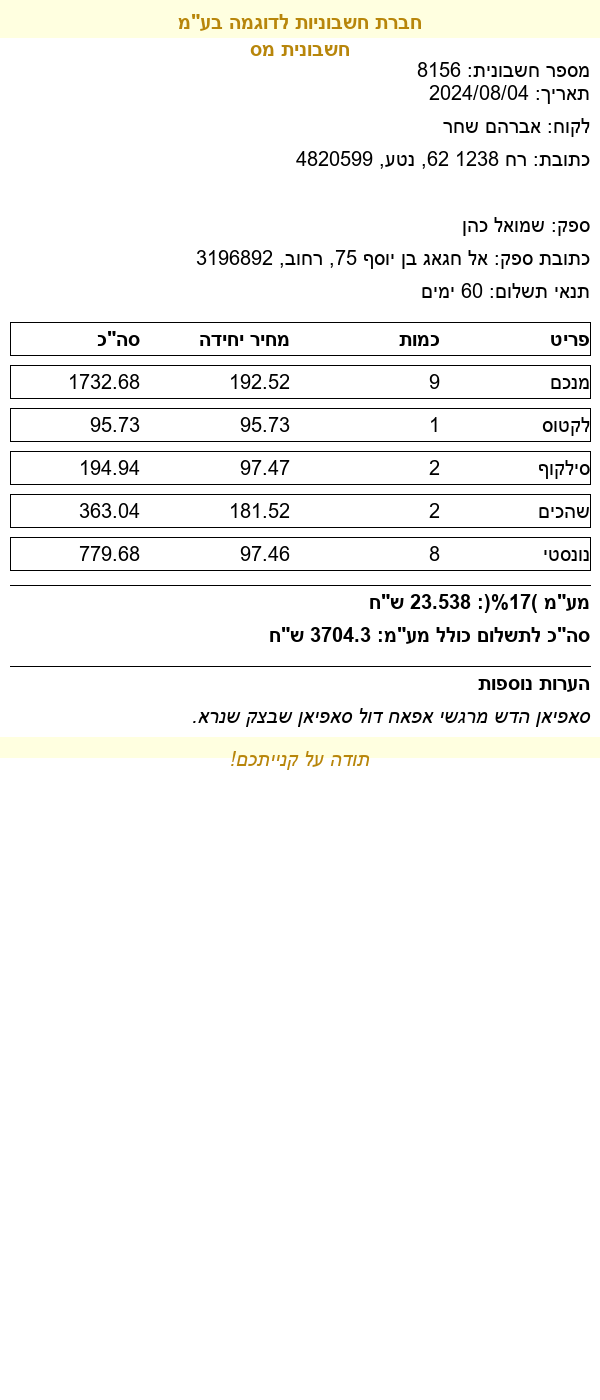 חברת חשבוניות לדוגמה בע"מ
חשבונית מס
מספר חשבונית: 8156
תאריך: 2024/08/04
לקוח: אברהם שחר
כתובת: רח 1238 62, נטע, 4820599
ספק: שמואל כהן
כתובת ספק: אל חגאג בן יוסף 75, רחוב, 3196892
תנאי תשלום: 60 ימים
פריט כמות מחיר יחידה סה"כ
מנכם 9 192.52 1732.68
לקטוס 1 95.73 95.73
סילקוף 2 97.47 194.94
שהכים 2 181.52 363.04
נונסטי 8 97.46 779.68
מע"מ )17%(: 23.538 ש"ח
סה"כ לתשלום כולל מע"מ: 3704.3 ש"ח
הערות נוספות
סאפיאן הדש מרגשי אפאח דול סאפיאן שבצק שנרא.
תודה על קנייתכם!